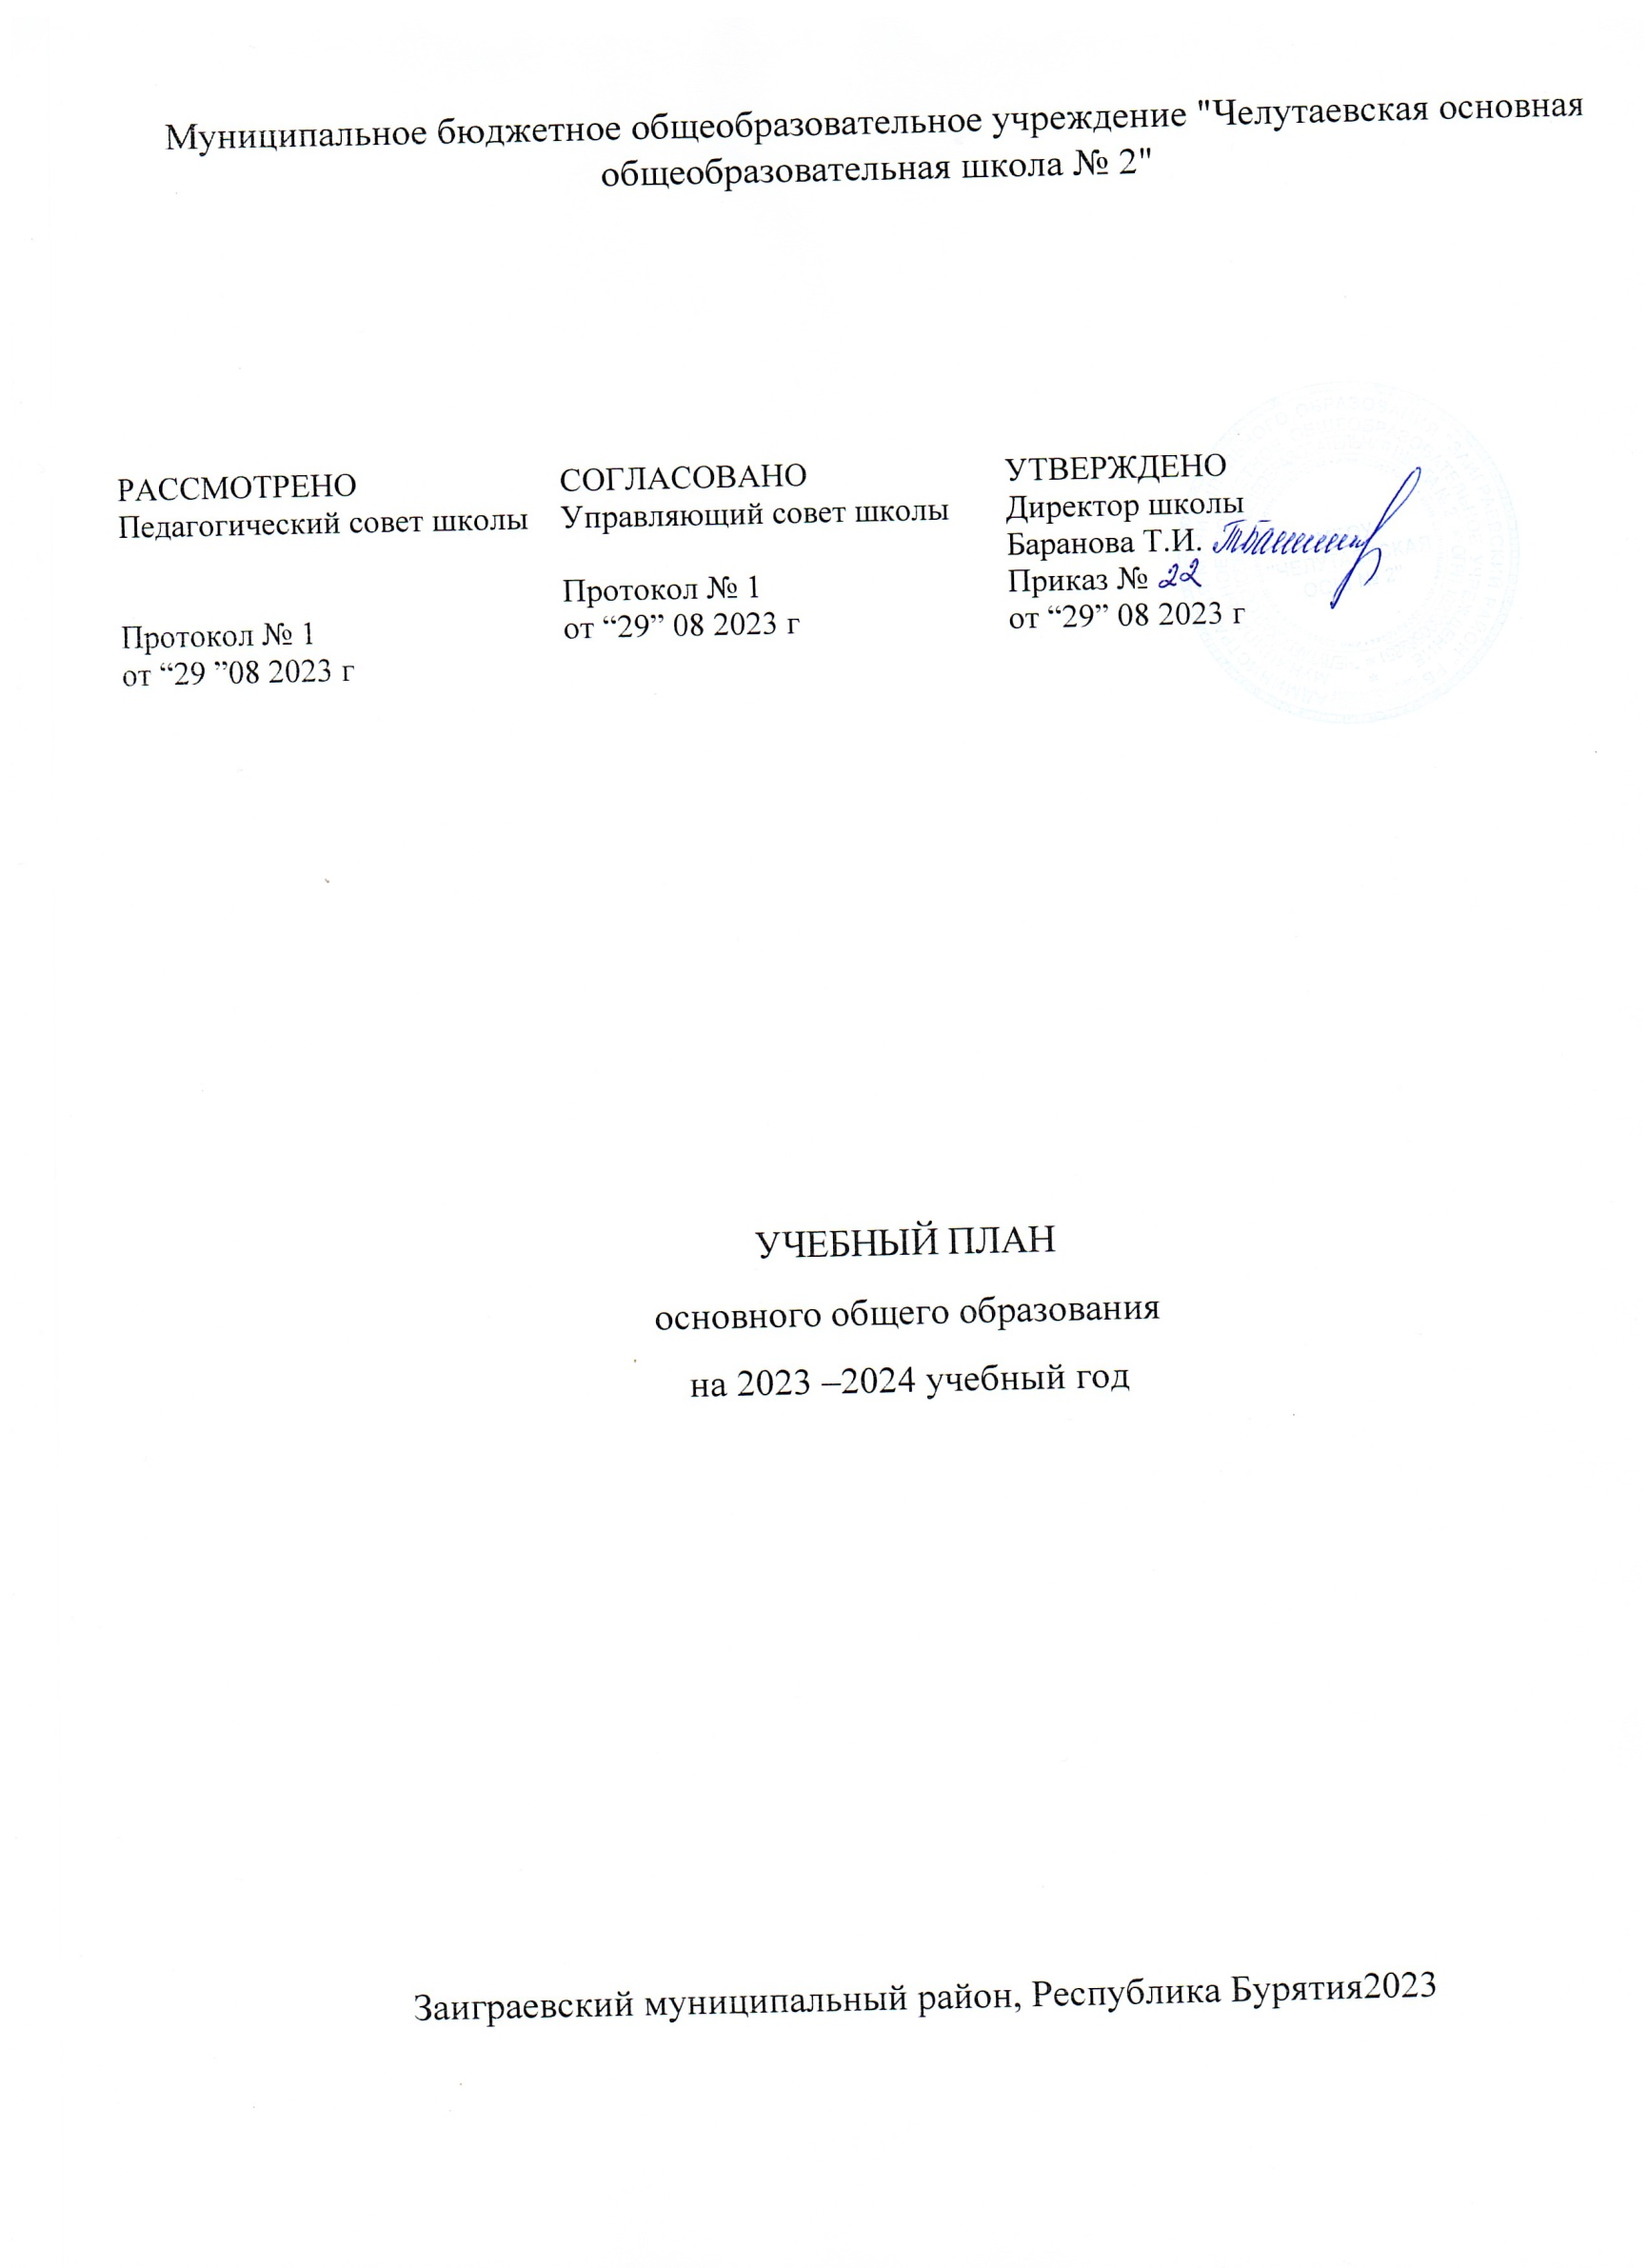 Муниципальное бюджетное общеобразовательное учреждение "Челутаевская основная
общеобразовательная школа № 2"
РАССМОТРЕНО
Педагогический совет школы
Протокол № 1
от “29 ”08 2023 г
СОГЛАСОВАНО
Управляющий совет школы
Протокол № 1
от “29” 08 2023 г
УТВЕРЖДЕНО
Директор школы
Баранова Т.И.
Приказ № 22
от “29” 08 2023 г
УЧЕБНЫЙ ПЛАН
основного общего образования
на 2023 –2024 учебный год
Заиграевский муниципальный район, Республика Бурятия2023